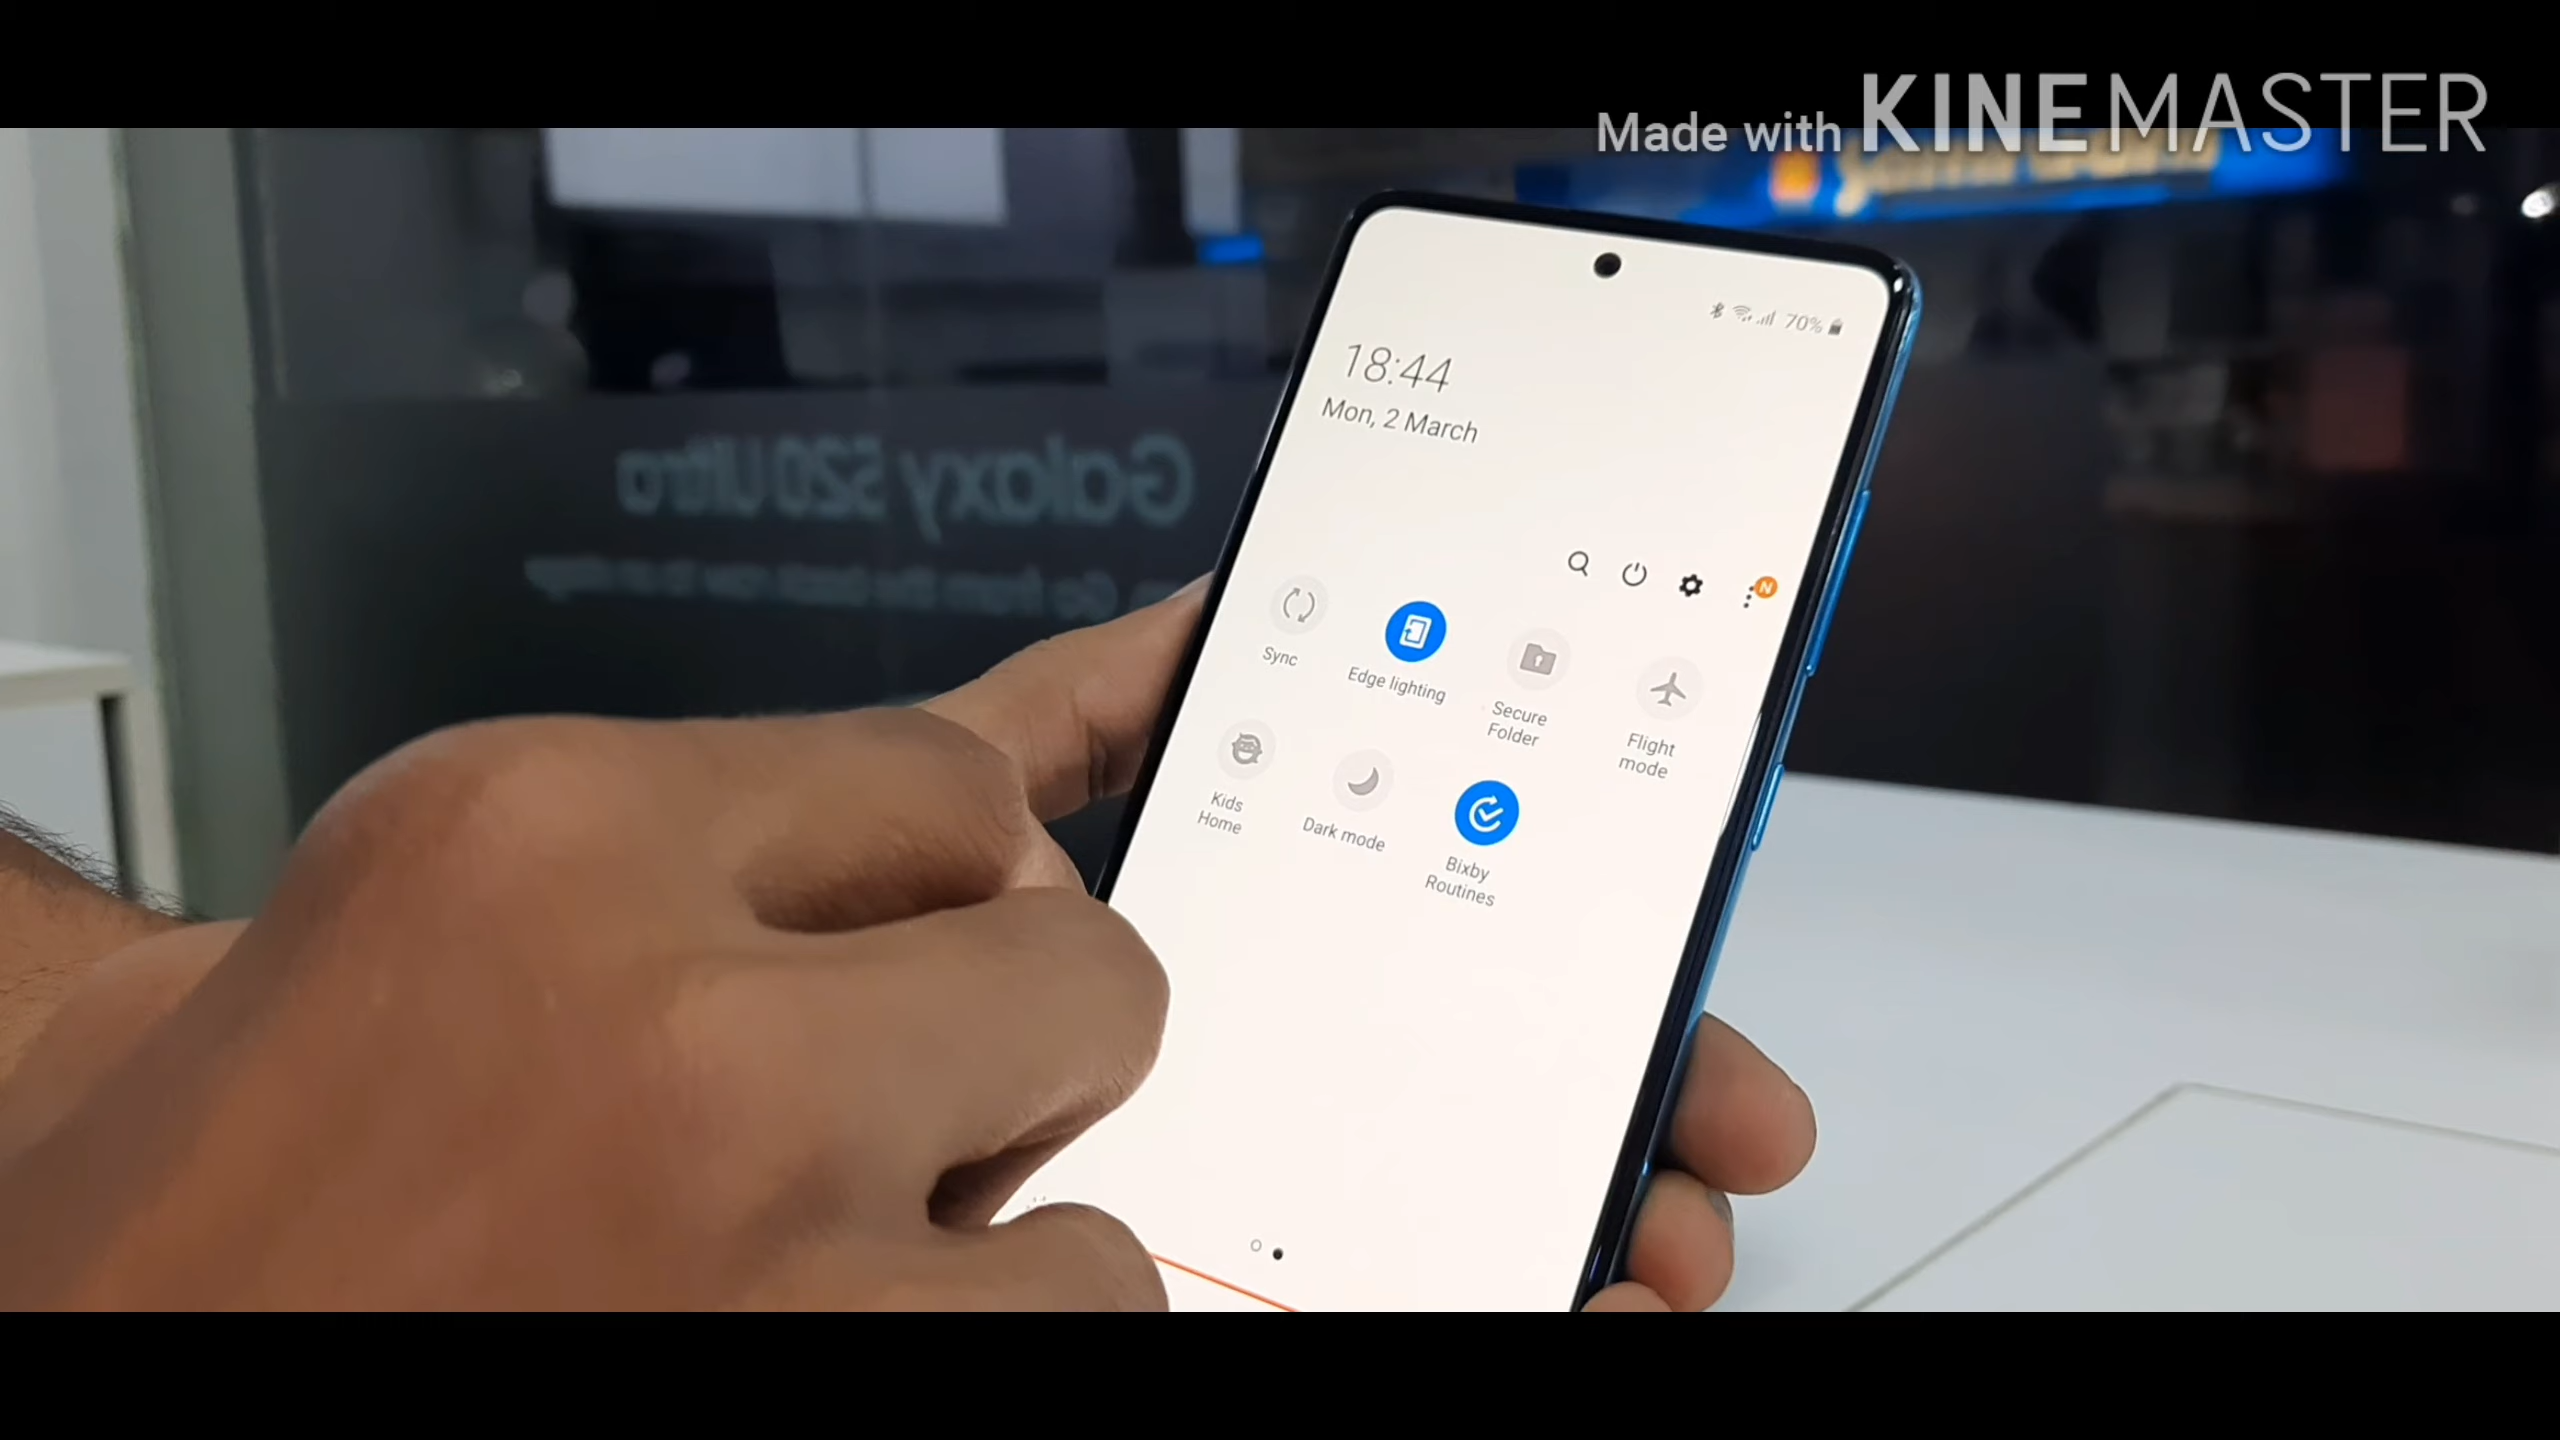 Made with KINEMASTER
70%
18:44
Mon, 2 March
Galaxy S20 Ultra
N
Sync
Edge lighting
Secure
Folder
Flight
mode
Kids
Home
Dark mode
Bixby
Routines